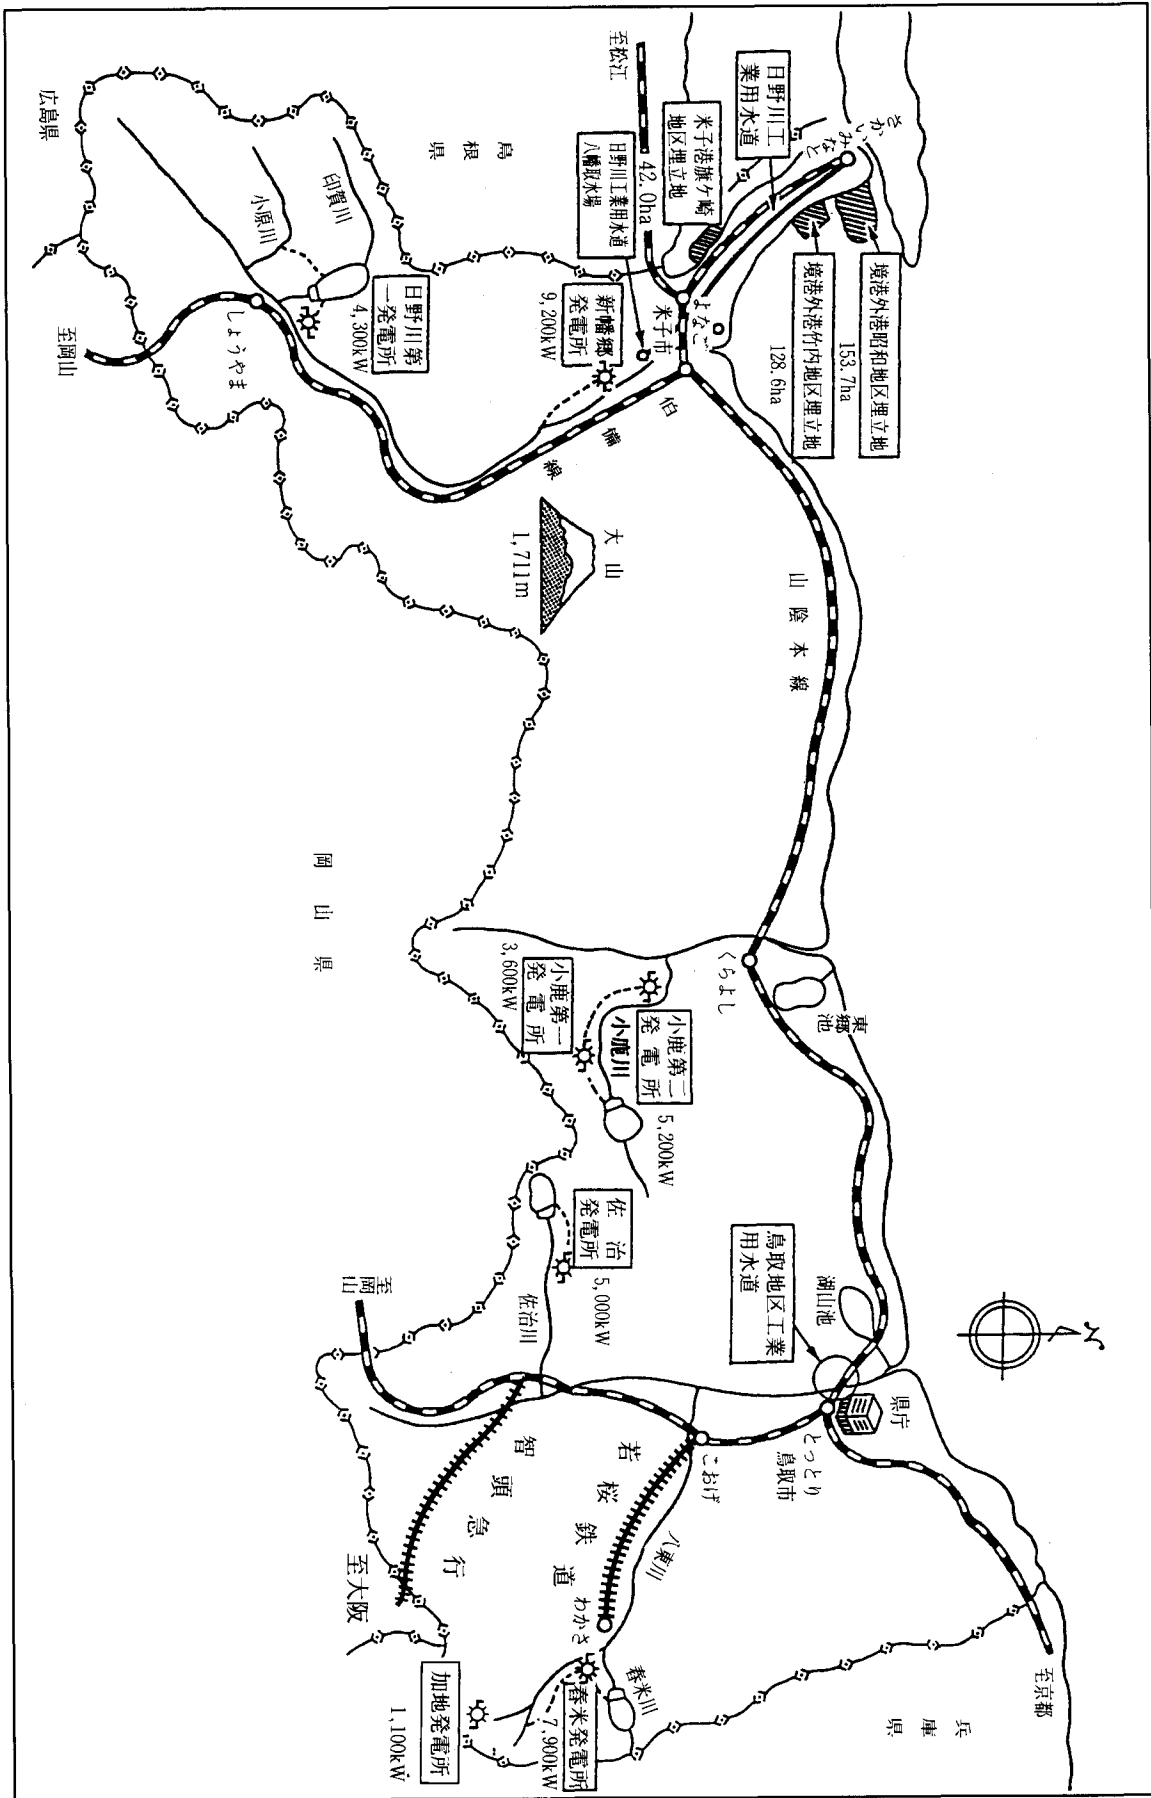 さかいみなと
日野川工
業用水道
米子港旗ケ崎
地区埋立地
42.0ha
至松江
日野川工業用水道
八幡取水場
境港外港昭和地区埋立地
153.7ha
境港外港竹内地区埋立地
128.6ha
よなご
米子市
新幡郷
発電所
9,200kW
島根県
印賀川
小原川
日野川第
一発電所
4,300kW
広島県
しょうやま
至岡山
伯備線
大山
1,711m
山陰本線
岡山県
くらよし
東郷池
小鹿第一
発電所
3,600kW
小鹿川
小鹿第二
発電所
5,200kW
佐治
発電所
5,000kW
佐治川
至岡山
鳥取地区工業
用水道
湖山池
N
県庁
とっとり
鳥取市
こおげ
若桜鉄道
八東川
智頭急行
至大阪
わかさ
春米川
春米発電所
7,900kW
加地発電所
1,100kW
兵庫県
至京都